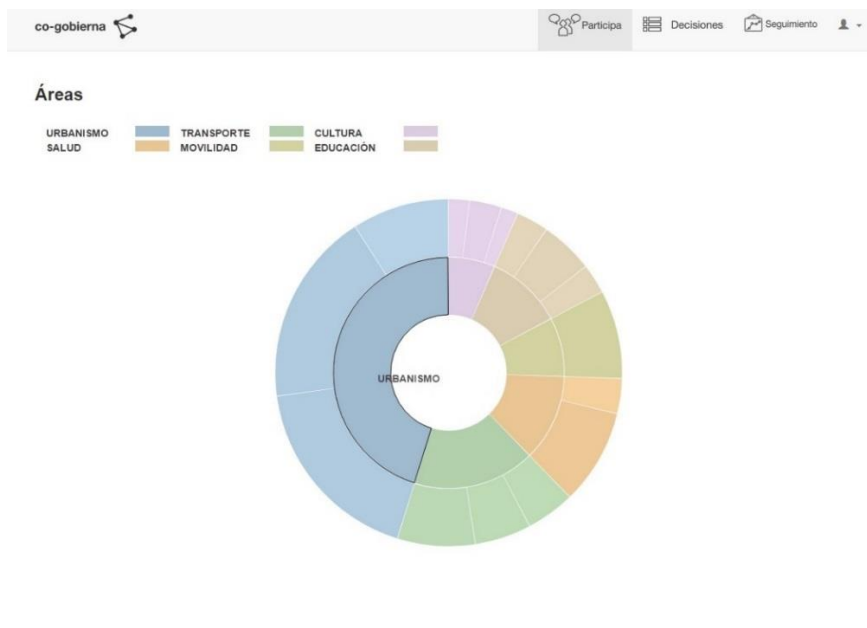 co-gobierna
Participa
Decisiones
Seguimiento
Áreas
URBANISMO TRANSPORTE CULTURA
SALUD MOVILIDAD EDUCACIÓN
URBANISMO